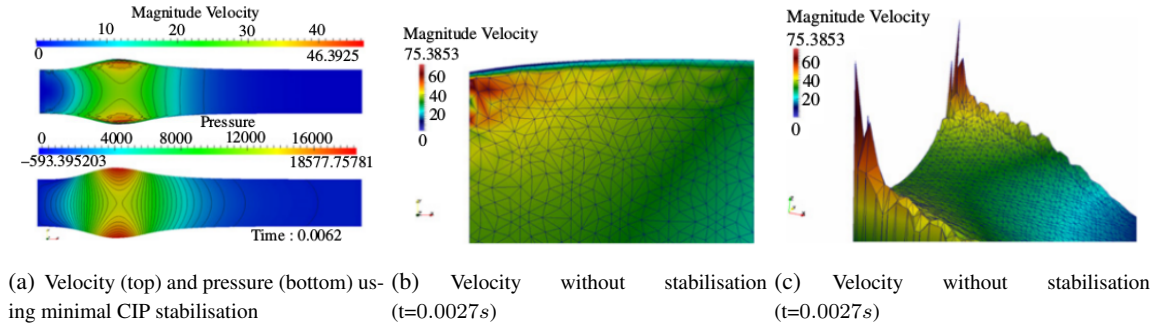 Magnitude Velocity
0 10 20 30 40
46.3925
Pressure
0 4000 8000 12000 16000
−593.395203 18577.75781
Time : 0.0062
Magnitude Velocity
75.3853
60
40
20
0
Magnitude Velocity
75.3853
60
40
20
0
(a) Velocity (top) and pressure (bottom) us-
ing minimal CIP stabilisation
(b) Velocity without stabilisation
(t=0.0027s)
(c) Velocity without stabilisation
(t=0.0027s)